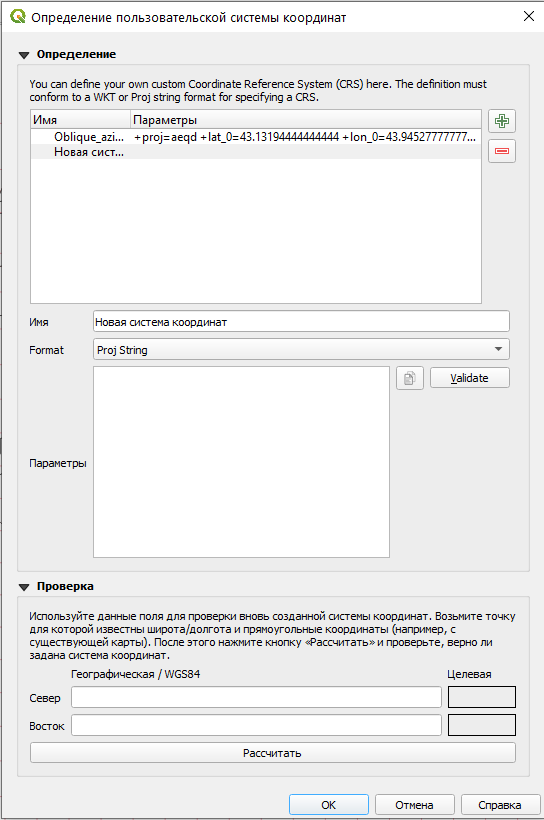 Определение пользовательской системы координат
Определение
You can define your own custom Coordinate Reference System (CRS) here. The definition must
conform to a WKT or Proj string format for specifying a CRS.
Имя Параметры
Oblique_azi... +proj=aeqd +lat_0=43.13194444444444 +lon_0=43.94527777777...
Новая сист...
Имя Новая система координат
Format Proj String
Validate
Параметры
Проверка
Используйте данные поля для проверки вновь созданной системы координат. Возьмите точку
для которой известны широта/долгота и прямоугольные координаты (например, с
существующей карты). После этого нажмите кнопку «Рассчитать» и проверьте, верно ли
задана система координат.
Географическая / WGS84 Целевая
Север
Восток
Рассчитать
OK Отмена Справка